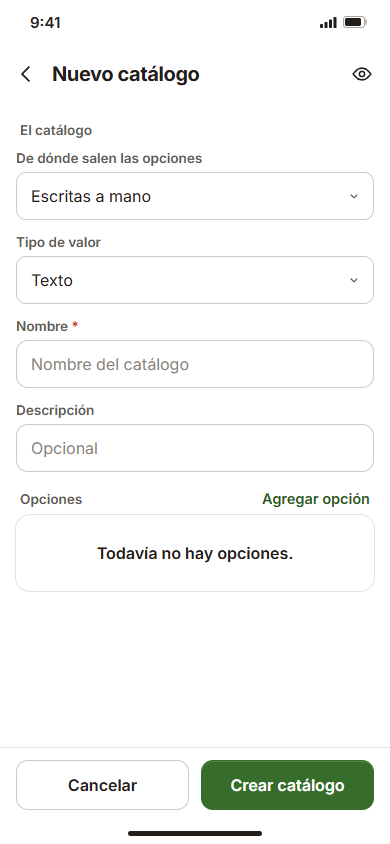 9:41
Nuevo catálogo
El catálogo
De dónde salen las opciones
Escritas a mano
Tipo de valor
Texto
Nombre *
Nombre del catálogo
Descripción
Opcional
Opciones Agregar opción
Todavía no hay opciones.
Cancelar Crear catálogo